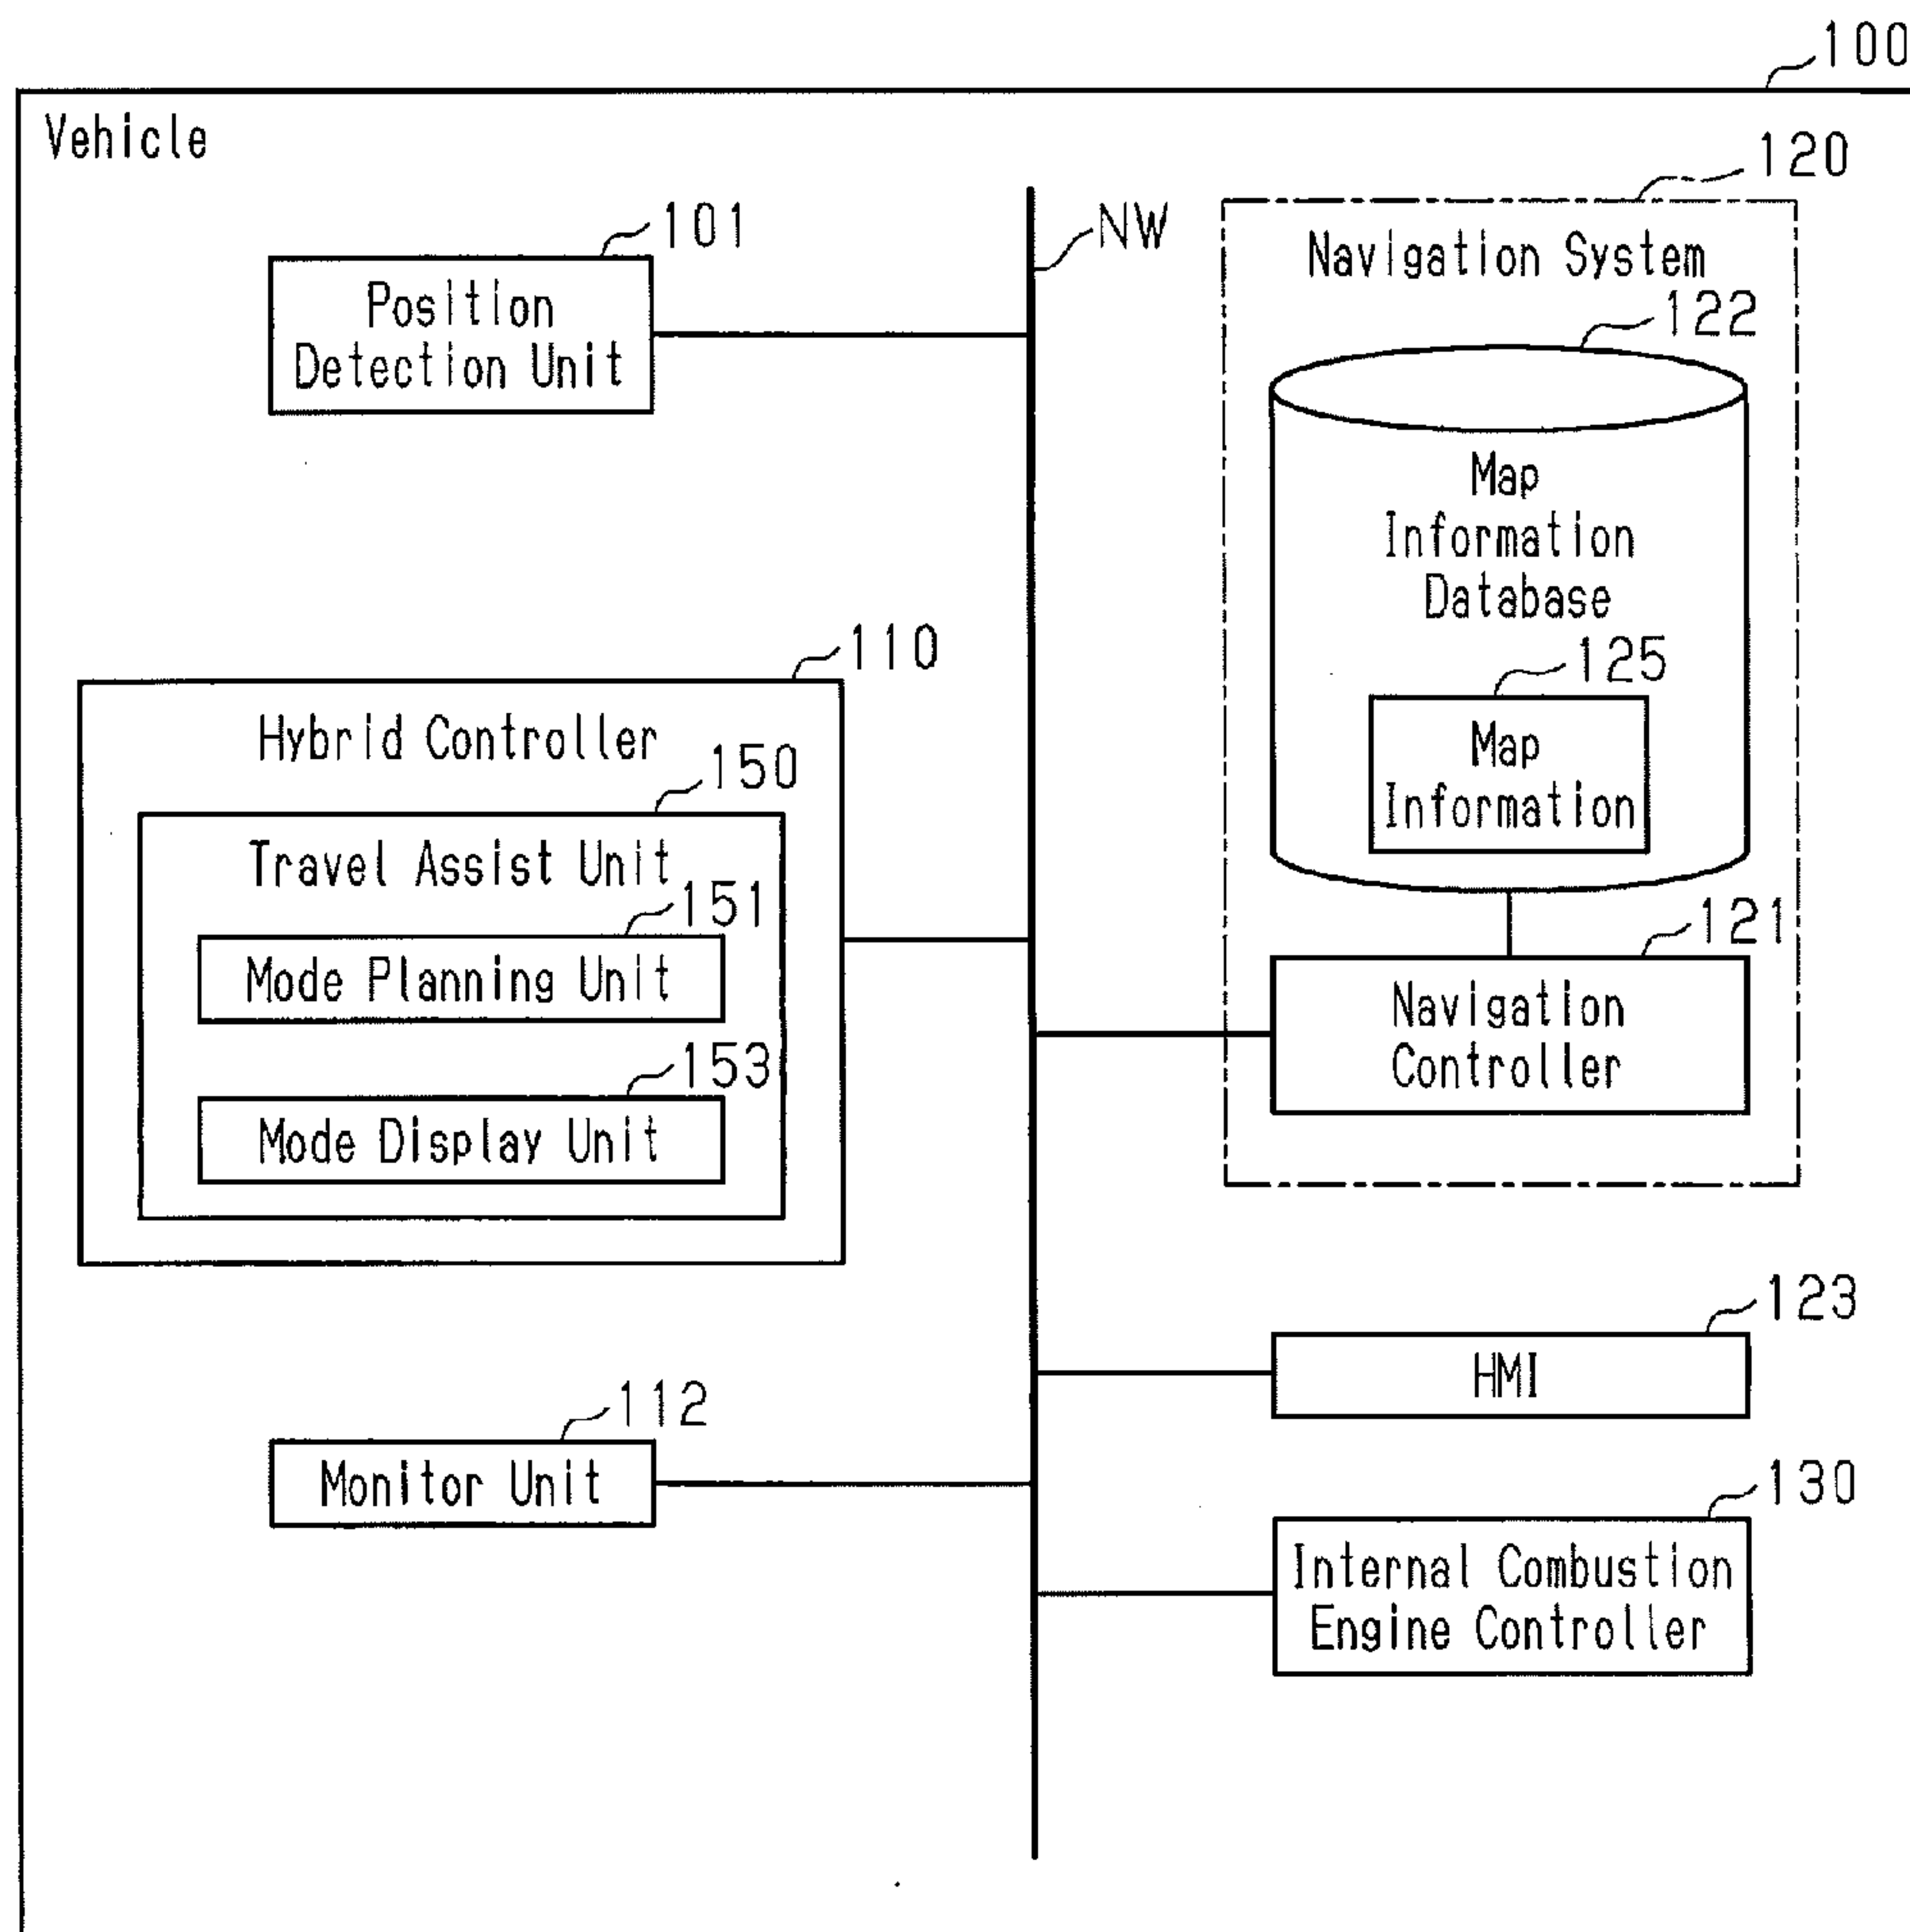 100
Vehicle
120
101
NW
Navigation System
Position
Detection Unit
122
Map
Information
Database
110
125
Hybrid Controller
Map
Information
150
Travel Assist Unit
151
121
Mode Planning Unit
Navigation
Controller
153
Mode Display Unit
123
HMI
112
Monitor Unit
130
Internal Combustion
Engine Controller